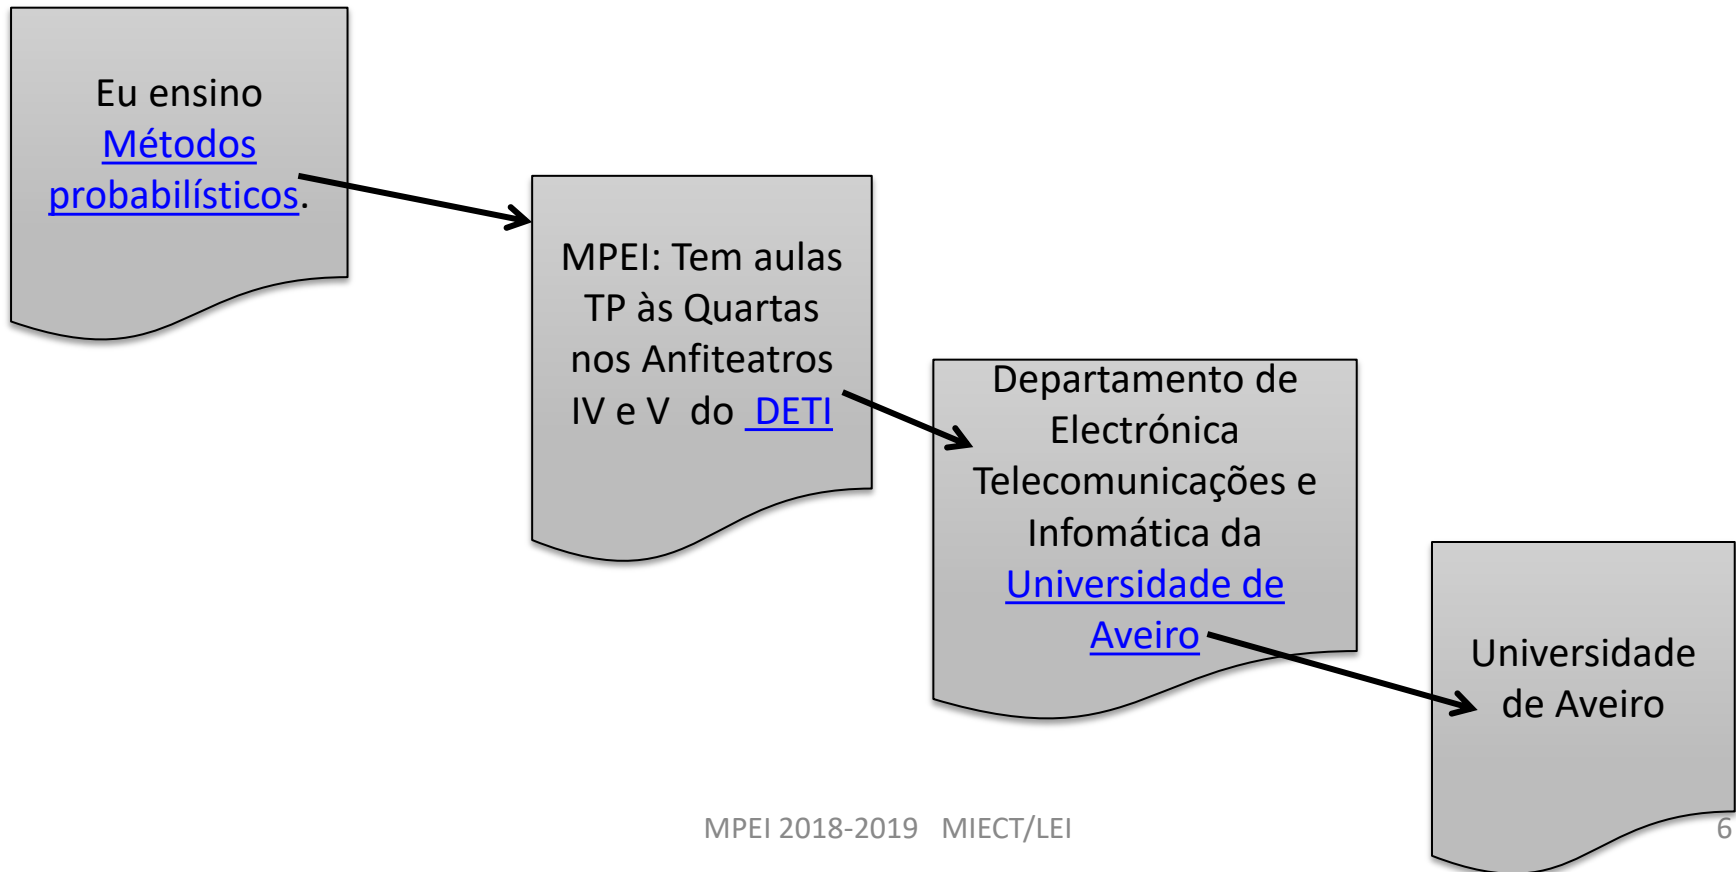 Eu ensino
Métodos
probabilísticos.
MPEI: Tem aulas
TP às Quartas
nos Anfiteatros
IV e V do DETI
Departamento de
Electrónica
Telecomunicações e
Infomática da
Universidade de
Aveiro
Universidade
de Aveiro
MPEI 2018-2019 MIECT/LEI
6